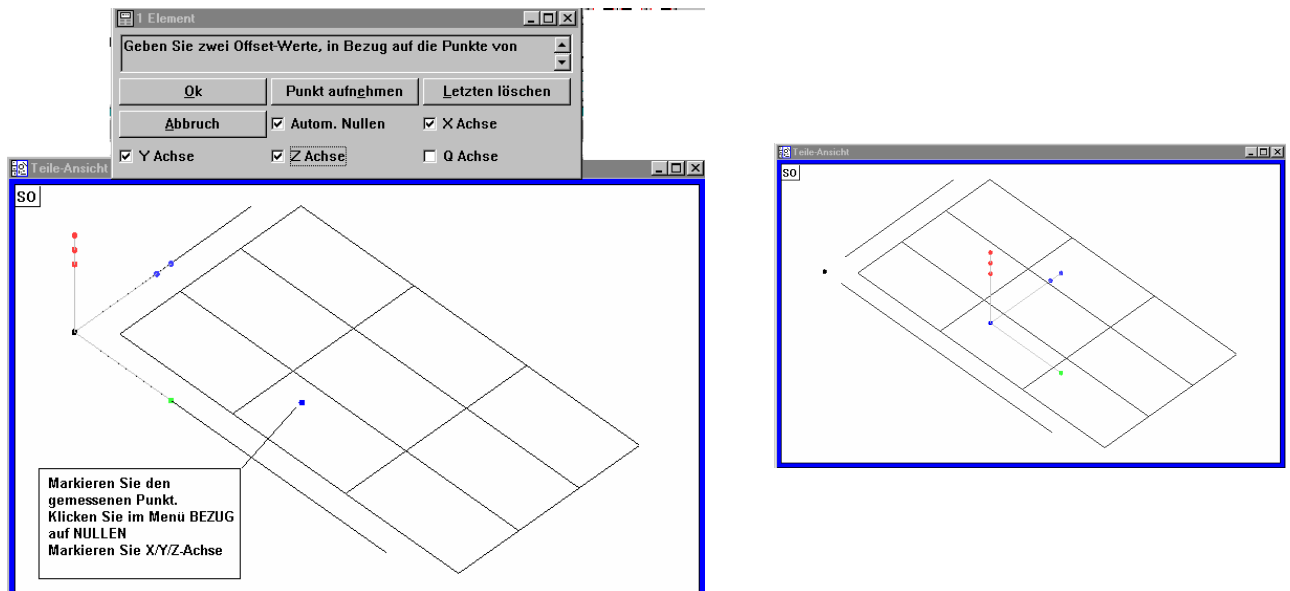 1 Element
Geben Sie zwei Offset-Werte, in Bezug auf die Punkte von
Ok Punkt aufnehmen Letzten löschen
Abbruch Autom. Nullen X Achse
Y Achse Z Achse Q Achse
Teile-Ansicht
SO
Markieren Sie den
gemessenen Punkt.
Klicken Sie im Menü BEZUG
auf NULLEN
Markieren Sie X/Y/Z-Achse
Teile-Ansicht
SO